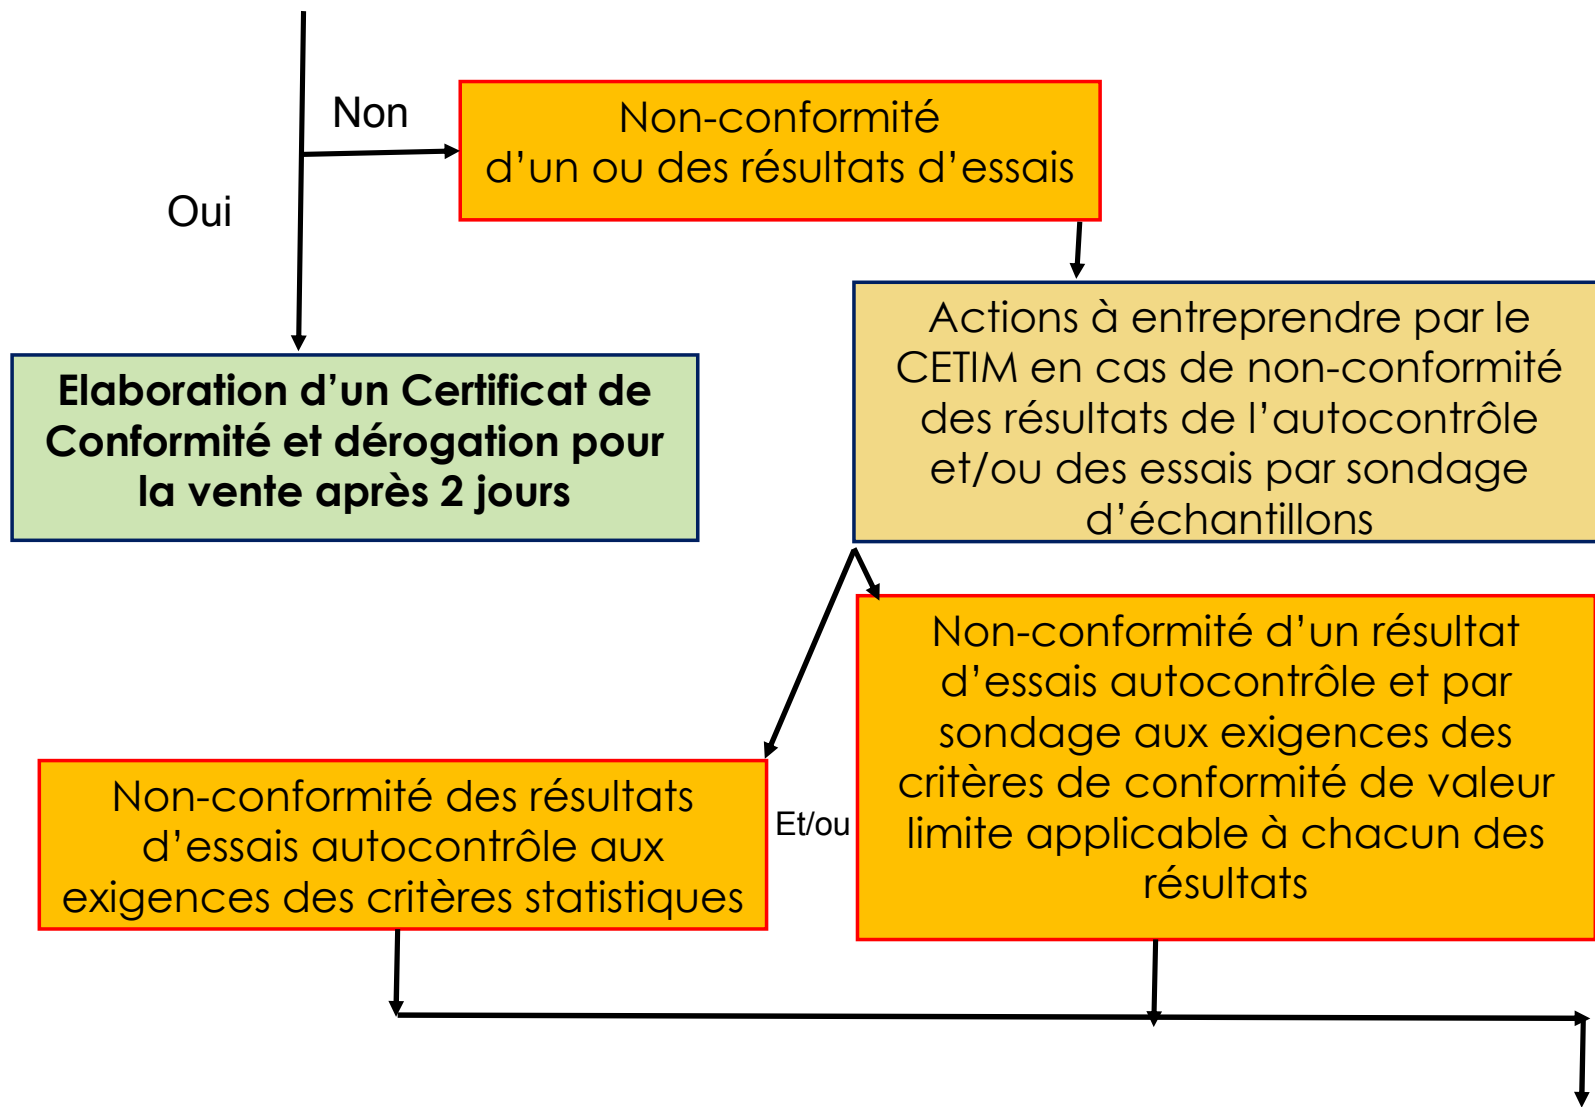 Non
Non-conformité
d’un ou des résultats d’essais
Oui
Actions à entreprendre par le
CETIM en cas de non-conformité
des résultats de l’autocontrôle
et/ou des essais par sondage
d’échantillons
Elaboration d’un Certificat de
Conformité et dérogation pour
la vente après 2 jours
Non-conformité d’un résultat
d’essais autocontrôle et par
sondage aux exigences des
critères de conformité de valeur
limite applicable à chacun des
résultats
Et/ou
Non-conformité des résultats
d’essais autocontrôle aux
exigences des critères statistiques